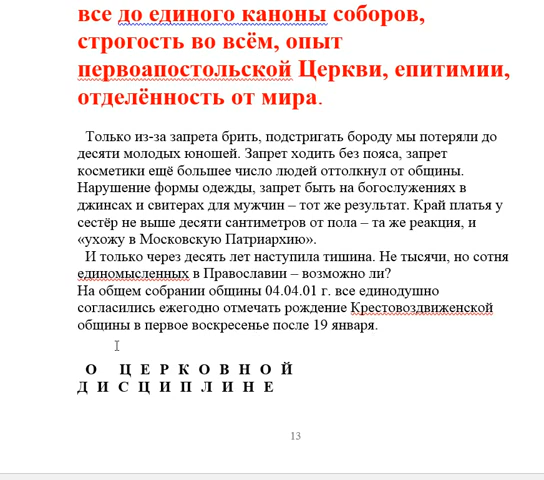 все до единого каноны соборов,
строгость во всём, опыт
первоапостольской Церкви, епитимии,
отделённость от мира.
Только из-за запрета брить, подстригать бороду мы потеряли до
десяти молодых юношей. Запрет ходить без пояса, запрет
косметики ещё большее число людей оттолкнул от общины.
Нарушение формы одежды, запрет быть на богослужениях в
джинсах и свитерах для мужчин – тот же результат. Край платья у
сестёр не выше десяти сантиметров от пола – та же реакция, и
«ухожу в Московскую Патриархию».
И только через десять лет наступила тишина. Не тысячи, но сотня
единомысленных в Православии – возможно ли?
На общем собрании общины 04.04.01 г. все единодушно
согласились ежегодно отмечать рождение Крестовоздвиженской
общины в первое воскресенье после 19 января.
О Ц Е Р К О В Н О Й
Д И С Ц И П Л И Н Е
13